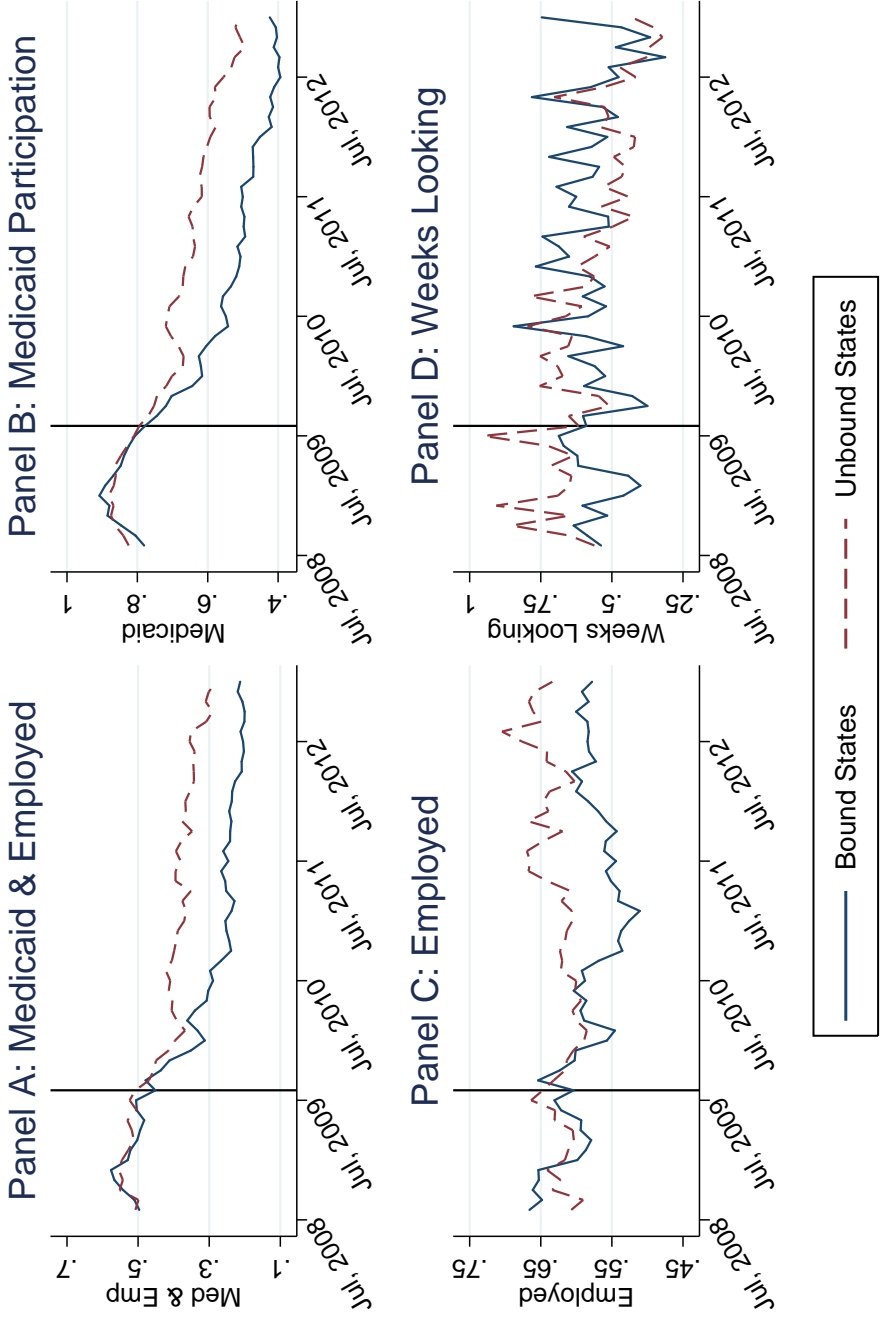 Panel A: Medicaid & Employed
Med & Emp
.7
.5
.3
.1
Jul, 2008
Jul, 2009
Jul, 2010
Jul, 2011
Jul, 2012
Panel B: Medicaid Participation
Medicaid
1
.8
.6
.4
Jul, 2008
Jul, 2009
Jul, 2010
Jul, 2011
Jul, 2012
Panel C: Employed
Employed
.75
.65
.55
.45
Jul, 2008
Jul, 2009
Jul, 2010
Jul, 2011
Jul, 2012
Panel D: Weeks Looking
Weeks Looking
1
.75
.5
.25
Jul, 2008
Jul, 2009
Jul, 2010
Jul, 2011
Jul, 2012
Bound States
Unbound States